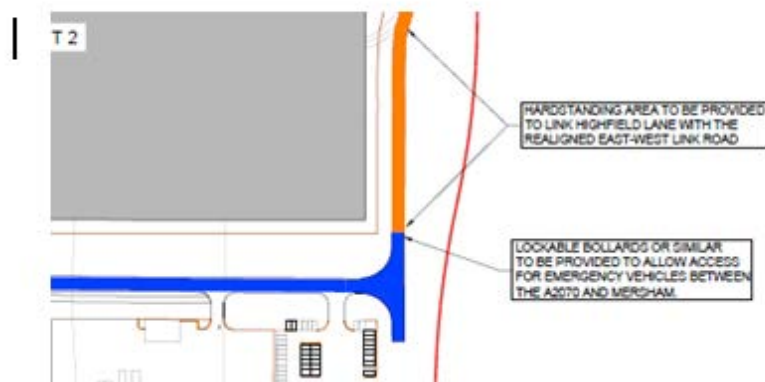 T 2
HARDSTANDING AREA TO BE PROVIDED
TO LINK HIGHFIELD LANE WITH THE
REALIGNED EAST-WEST LINK ROAD
LOCKABLE BOLLARDS OR SIMILAR
TO BE PROVIDED TO ALLOW ACCESS
FOR EMERGENCY VEHICLES BETWEEN
THE A2070 AND MERSHAM.